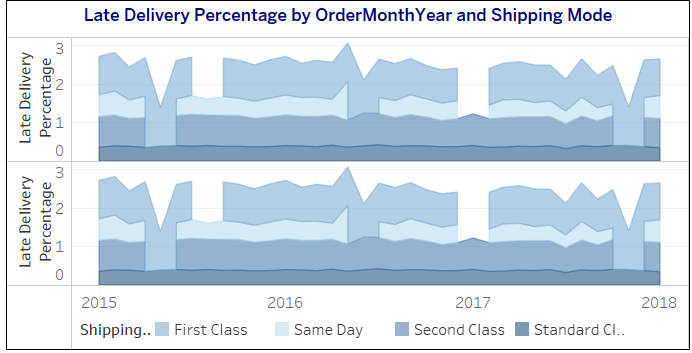 Late Delivery Percentage by OrderMonthYear and Shipping Mode
Late Delivery
Percentage
3
2
1
0
Late Delivery
Percentage
3
2
1
0
2015 2016 2017 2018
Shipping.. First Class Same Day Second Class Standard Cl..